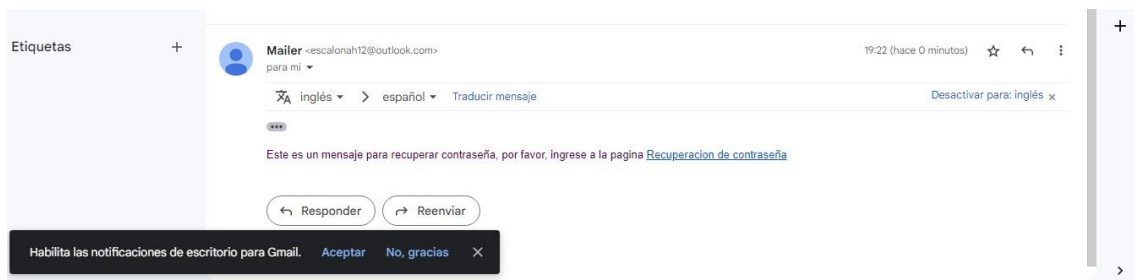 Etiquetas +
Mailer <escalonah12@outlook.com> 19:22 (hace 0 minutos)
para mí
inglés > español Traducir mensaje Desactivar para: inglés x
Este es un mensaje para recuperar contraseña, por favor, ingrese a la pagina Recuperacion de contraseña
Responder Reenviar
Habilita las notificaciones de escritorio para Gmail. Aceptar No, gracias